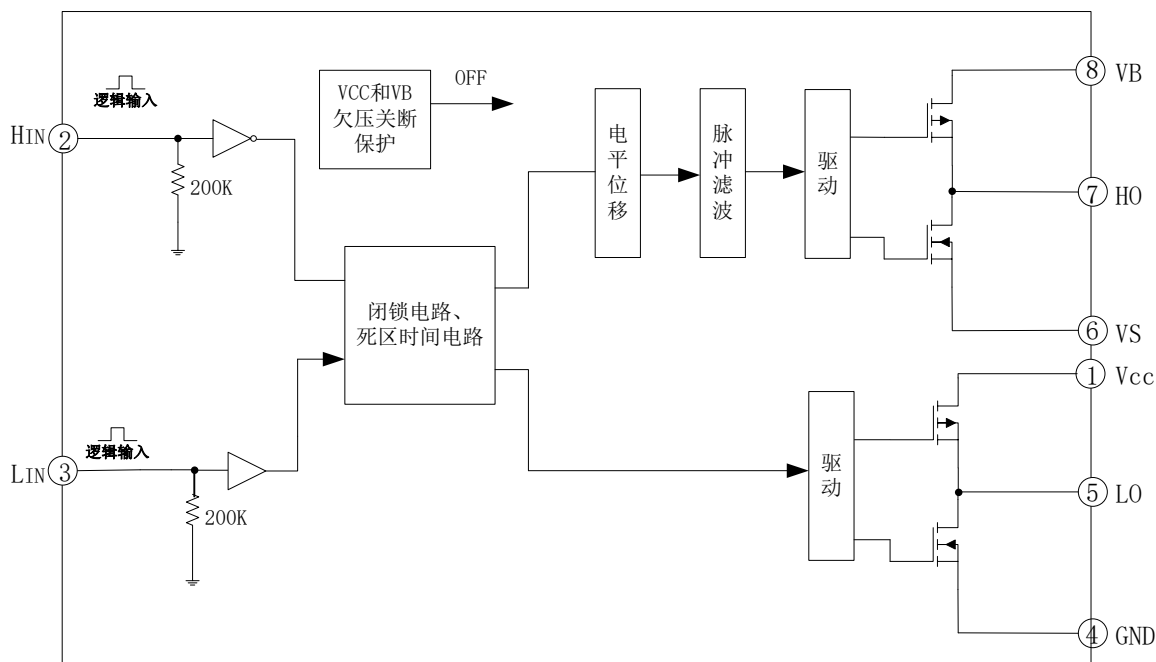 逻辑输入
HIN
2
200K
VCC和VB
欠压关断
保护
OFF
电平位移
脉冲滤波
驱动
8 VB
7 HO
6 VS
闭锁电路、
死区时间电路
逻辑输入
LIN
3
200K
驱动
1 Vcc
5 LO
4 GND